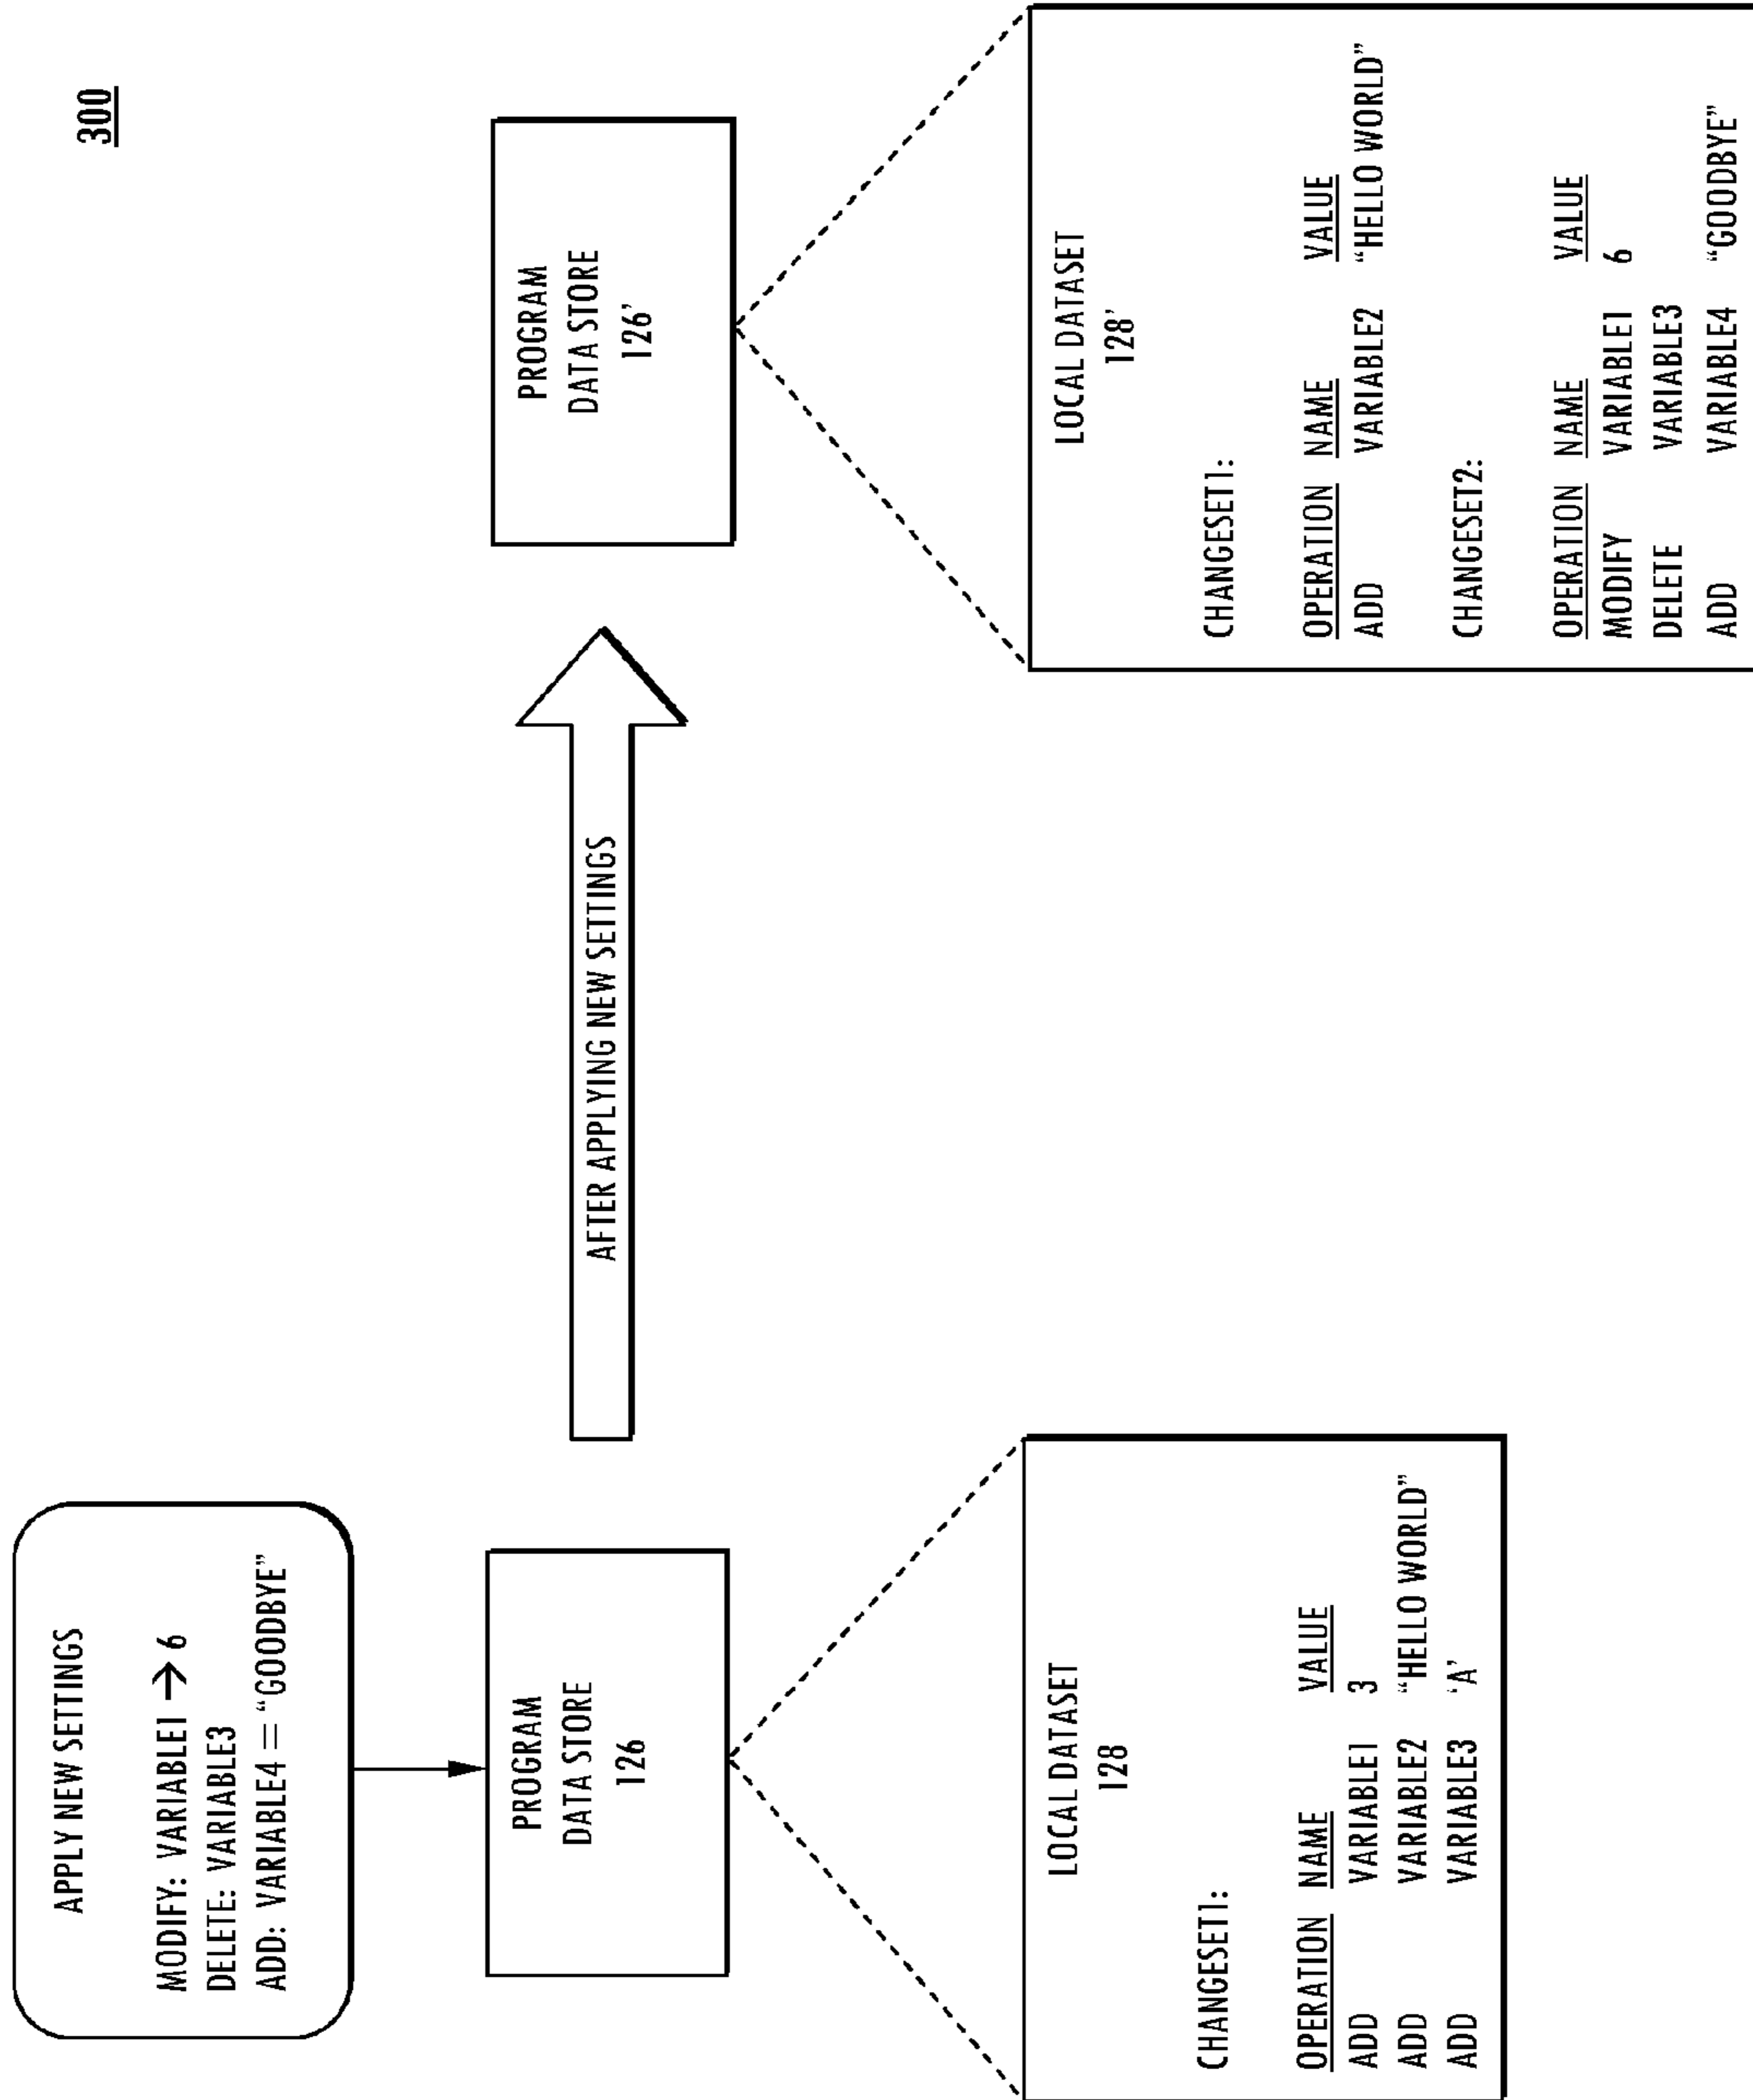 300
APPLY NEW SETTINGS
MODIFY: VARIABLE1 → 6
DELETE: VARIABLE3
ADD: VARIABLE4 = “GOODBYE”
PROGRAM
DATA STORE
126
AFTER APPLYING NEW SETTINGS
PROGRAM
DATA STORE
126’
LOCAL DATASET
128
CHANGESET1:
OPERATION NAME VALUE
ADD VARIABLE1 3
ADD VARIABLE2 “HELLO WORLD”
ADD VARIABLE3 ‘A’
LOCAL DATASET
128’
CHANGESET1:
OPERATION NAME VALUE
ADD VARIABLE2 “HELLO WORLD”
CHANGESET2:
OPERATION NAME VALUE
MODIFY VARIABLE1 6
DELETE VARIABLE3
ADD VARIABLE4 “GOODBYE”